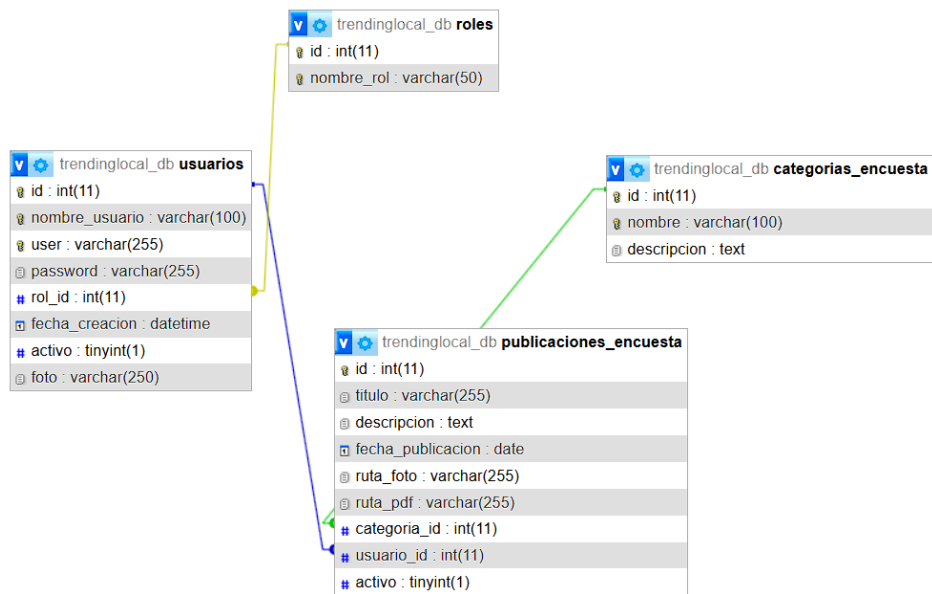 trendinglocal_db roles
id : int(11)
nombre_rol : varchar(50)
trendinglocal_db usuarios
id : int(11)
nombre_usuario : varchar(100)
user : varchar(255)
password : varchar(255)
rol_id : int(11)
fecha_creacion : datetime
activo : tinyint(1)
foto : varchar(250)
trendinglocal_db categorias_encuesta
id : int(11)
nombre : varchar(100)
descripcion : text
trendinglocal_db publicaciones_encuesta
id : int(11)
titulo : varchar(255)
descripcion : text
fecha_publicacion : date
ruta_foto : varchar(255)
ruta_pdf : varchar(255)
categoria_id : int(11)
usuario_id : int(11)
activo : tinyint(1)